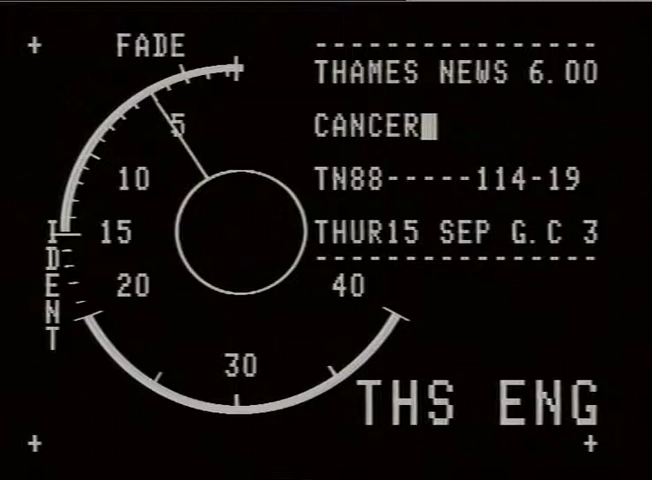 FADE
THAMES NEWS 6.00
CANCER
TN88-----114-19
THUR15 SEP G.C 3
5
10
15
20
30
40
IDENT
THS ENG